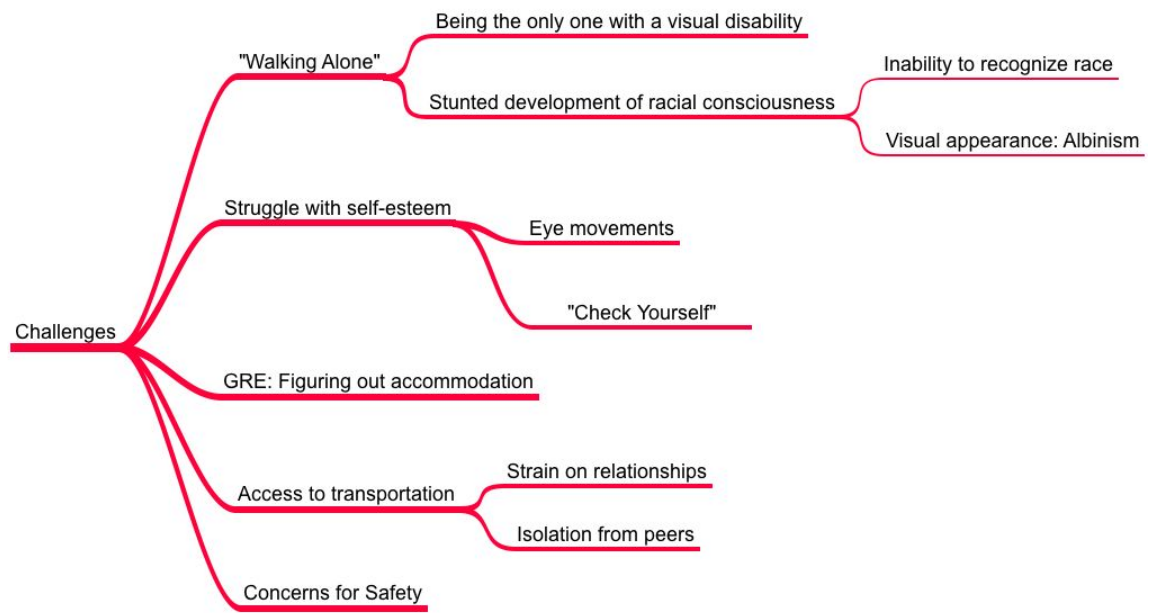 Challenges
"Walking Alone"
Being the only one with a visual disability
Stunted development of racial consciousness
Inability to recognize race
Visual appearance: Albinism
Struggle with self-esteem
Eye movements
"Check Yourself"
GRE: Figuring out accommodation
Access to transportation
Strain on relationships
Isolation from peers
Concerns for Safety